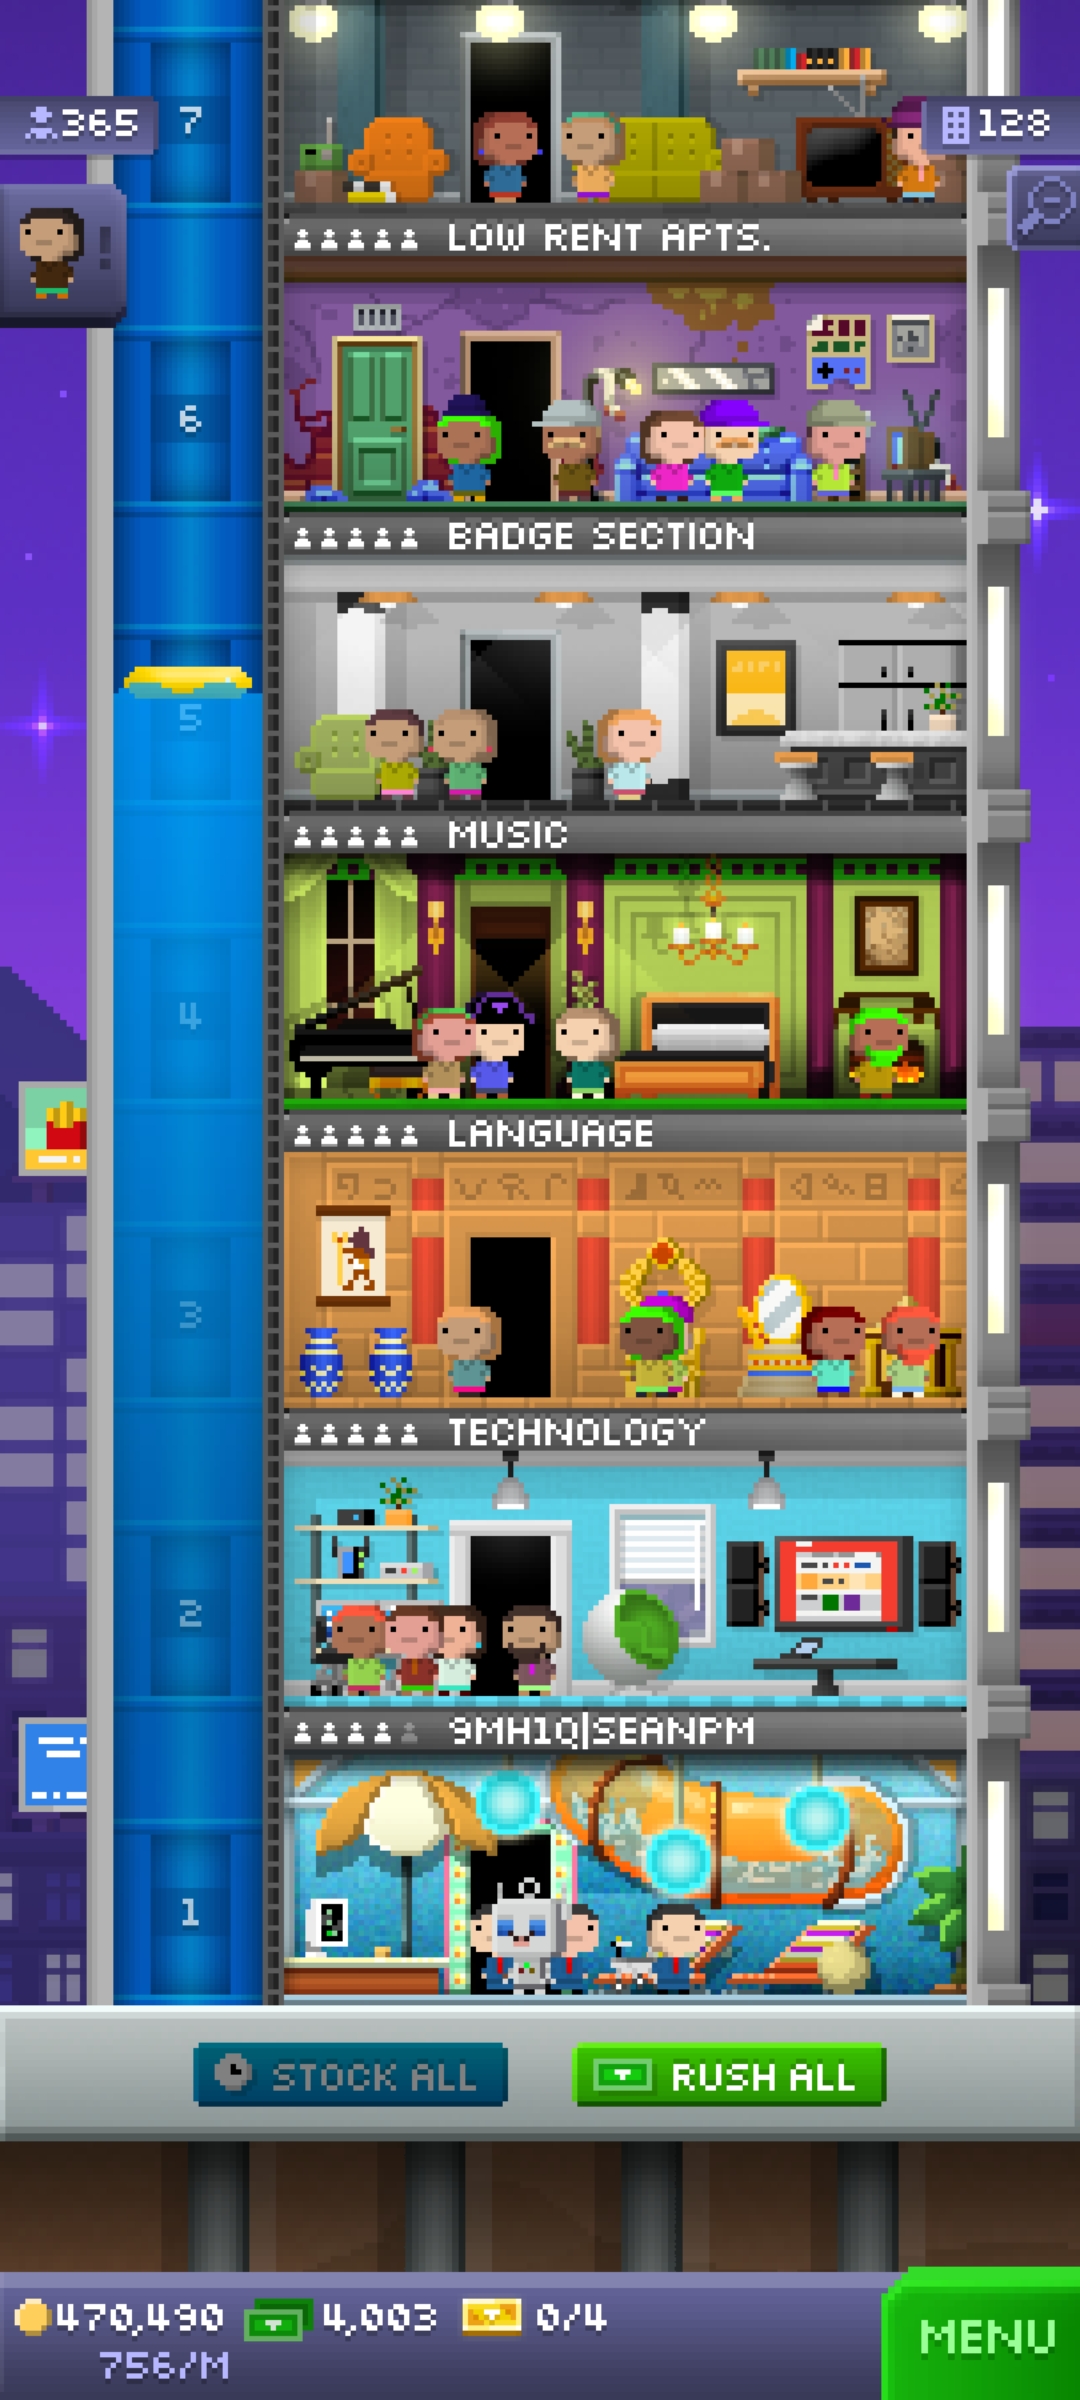 365
7
128
LOW RENT APTS.
6
BADGE SECTION
5
MUSIC
4
LANGUAGE
3
TECHNOLOGY
2
9MH1Q|SEANPM
1
STOCK ALL
RUSH ALL
470,490
4,003
0/4
756/M
MENU